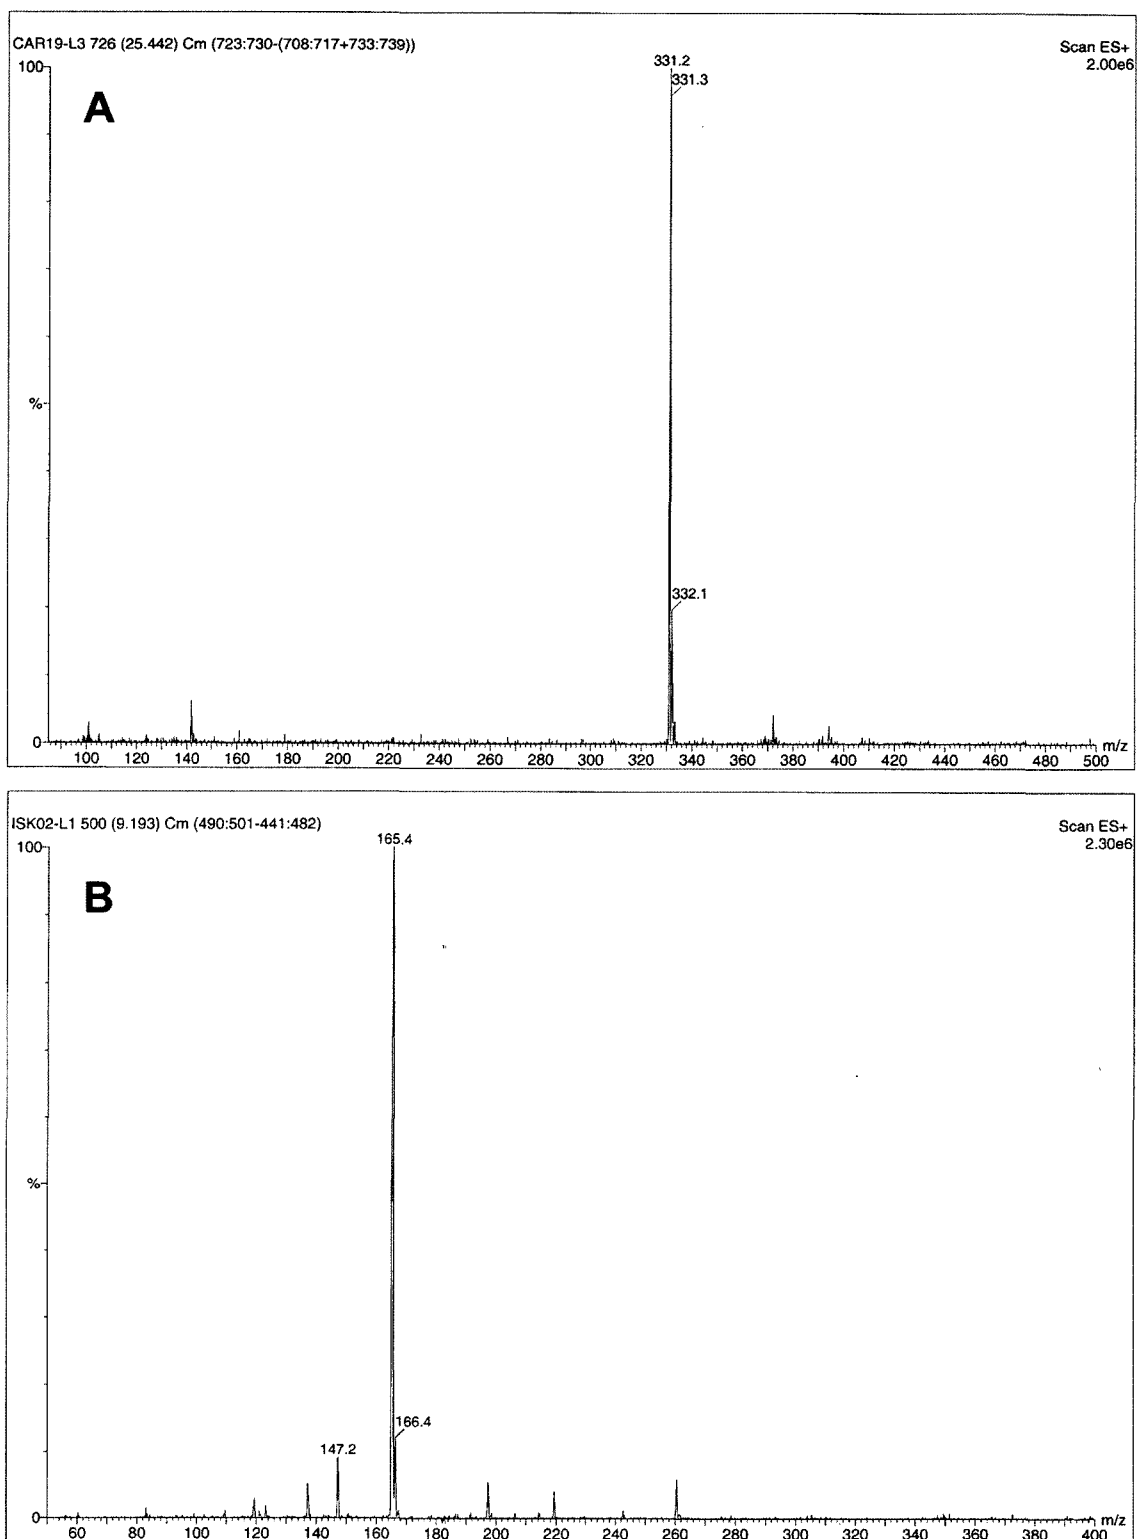 CAR19-L3 726 (25.442) Cm (723:730-(708:717+733:739))
Scan ES+
2.00e6
100
331.2
331.3
A
%
332.1
0
100 120 140 160 180 200 220 240 260 280 300 320 340 360 380 400 420 440 460 480 500 m/z
ISK02-L1 500 (9.193) Cm (490:501-441:482)
Scan ES+
2.30e6
100
165.4
B
%
166.4
147.2
0
60 80 100 120 140 160 180 200 220 240 260 280 300 320 340 360 380 400 m/z